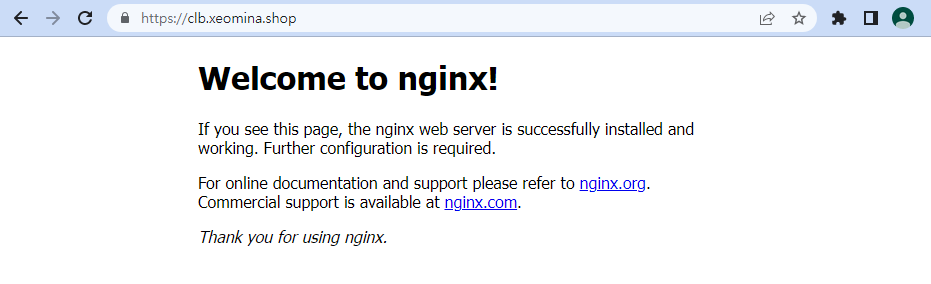 https://clb.xeomina.shop
Welcome to nginx!
If you see this page, the nginx web server is successfully installed and
working. Further configuration is required.
For online documentation and support please refer to nginx.org.
Commercial support is available at nginx.com.
Thank you for using nginx.